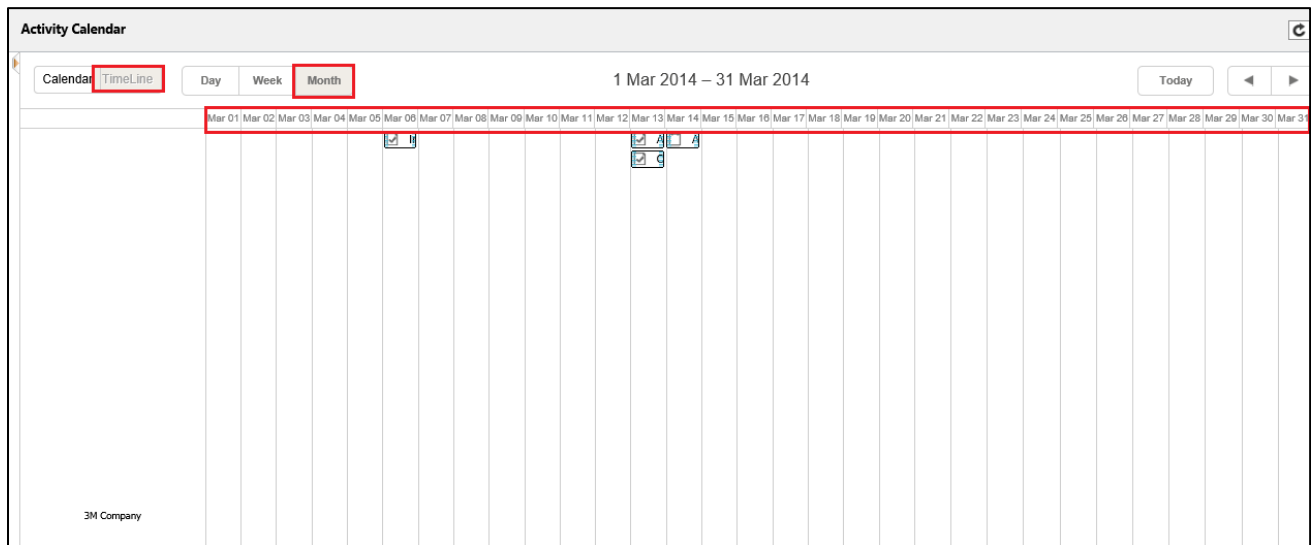 Activity Calendar
Calendar TimeLine Day Week Month 1 Mar 2014 – 31 Mar 2014 Today
Mar 01 Mar 02 Mar 03 Mar 04 Mar 05 Mar 06 Mar 07 Mar 08 Mar 09 Mar 10 Mar 11 Mar 12 Mar 13 Mar 14 Mar 15 Mar 16 Mar 17 Mar 18 Mar 19 Mar 20 Mar 21 Mar 22 Mar 23 Mar 24 Mar 25 Mar 26 Mar 27 Mar 28 Mar 29 Mar 30 Mar 31
A A
3M Company